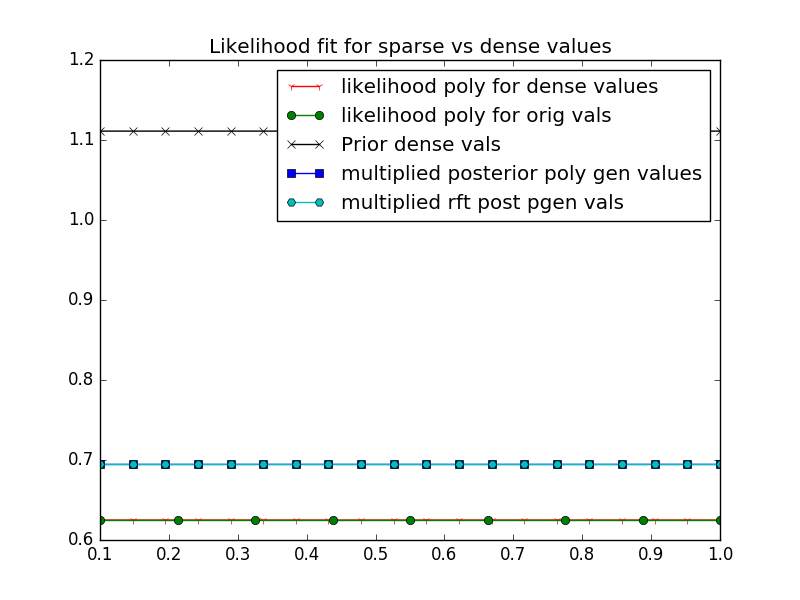 Likelihood fit for sparse vs dense values
1.2
1.1
1.0
0.9
0.8
0.7
0.6
likelihood poly for dense values
likelihood poly for orig vals
Prior dense vals
multiplied posterior poly gen values
multiplied rft post pgen vals
0.1 0.2 0.3 0.4 0.5 0.6 0.7 0.8 0.9 1.0